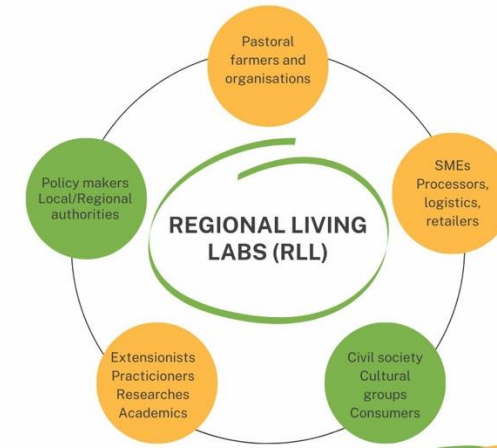 Pastoral
farmers and
organisations
Policy makers
Local/Regional
authorities
SMEs
Processors,
logistics,
retailers
REGIONAL LIVING
LABS (RLL)
Extensionists
Practicioners
Researches
Academics
Civil society
Cultural
groups
Consumers